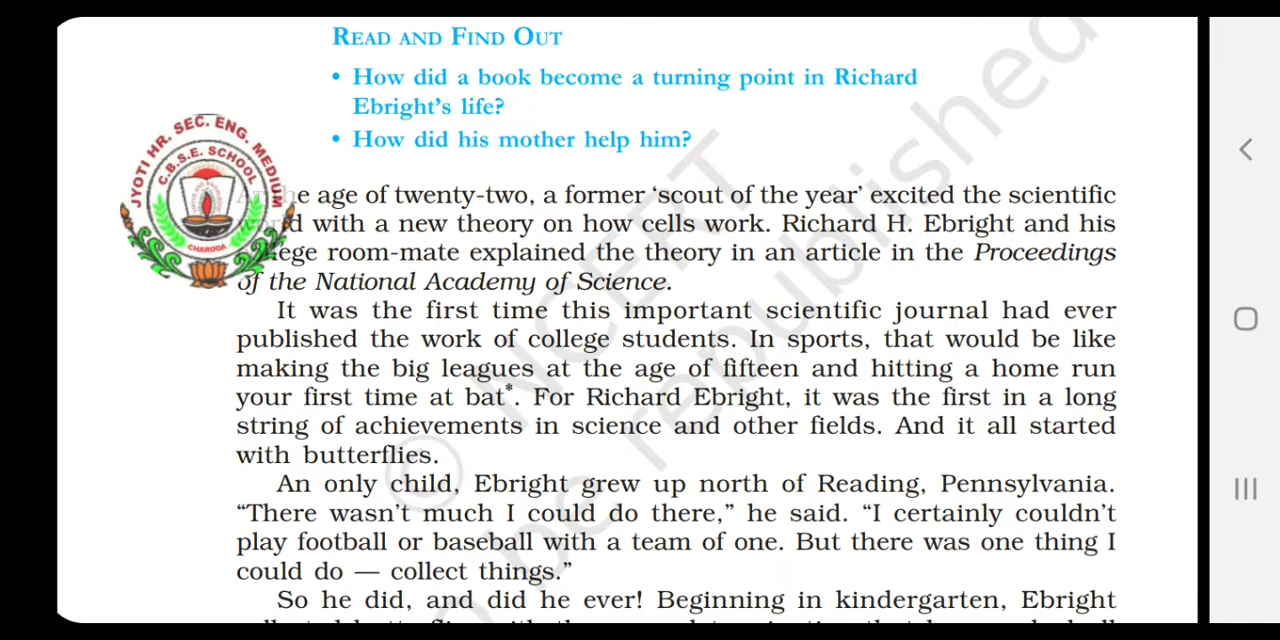 READ AND FIND OUT
• How did a book become a turning point in Richard
Ebright's life?
• How did his mother help him?
JYOTI HR. SEC. ENG. MEDIUM
C.B.S.E. SCHOOL
CHARODA
age of twenty-two, a former 'scout of the year' excited the scientific
with a new theory on how cells work. Richard H. Ebright and his
room-mate explained the theory in an article in the Proceedings
of the National Academy of Science.
It was the first time this important scientific journal had ever
published the work of college students. In sports, that would be like
making the big leagues at the age of fifteen and hitting a home run
your first time at bat*. For Richard Ebright, it was the first in a long
string of achievements in science and other fields. And it all started
with butterflies.
An only child, Ebright grew up north of Reading, Pennsylvania.
“There wasn't much I could do there,” he said. “I certainly couldn't
play football or baseball with a team of one. But there was one thing I
could do — collect things.”
So he did, and did he ever! Beginning in kindergarten, Ebright
© NCERT
be republished